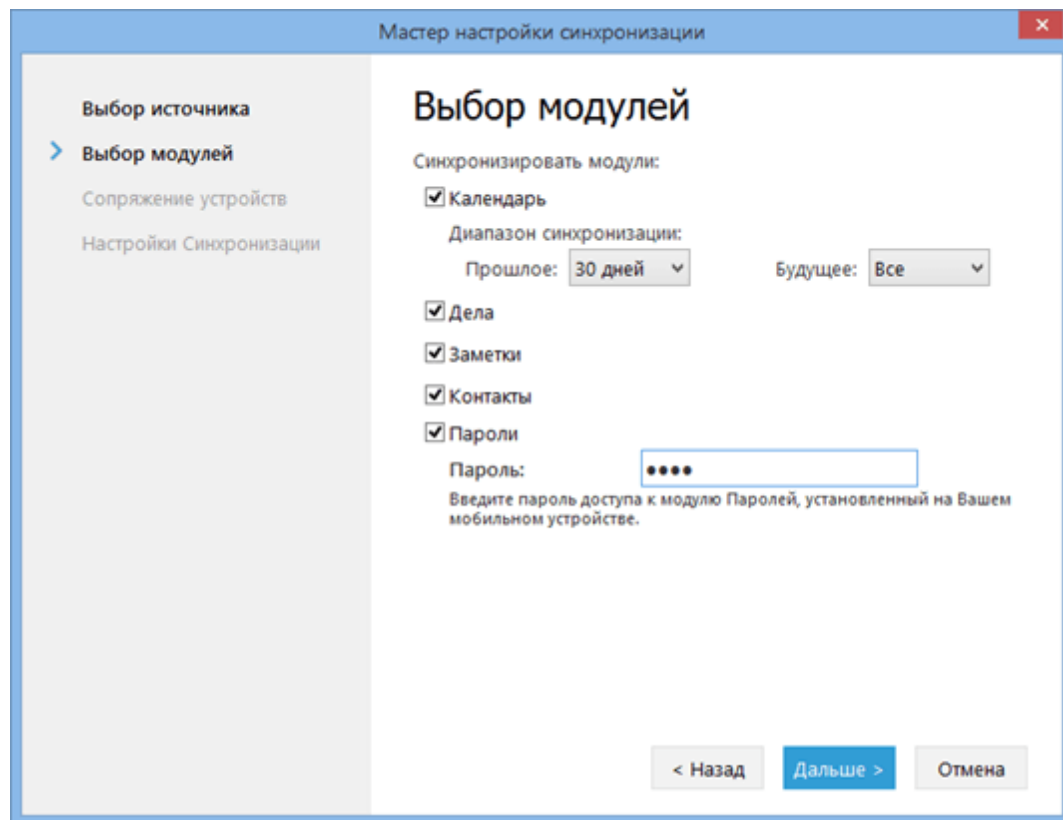 Мастер настройки синхронизации
Выбор источника
Выбор модулей
Сопряжение устройств
Настройки Синхронизации
Выбор модулей
Синхронизировать модули:
Календарь
Диапазон синхронизации:
Прошлое: 30 дней Будущее: Все
Дела
Заметки
Контакты
Пароли
Пароль: ••••
Введите пароль доступа к модулю Паролей, установленный на Вашем
мобильном устройстве.
< Назад Дальше > Отмена